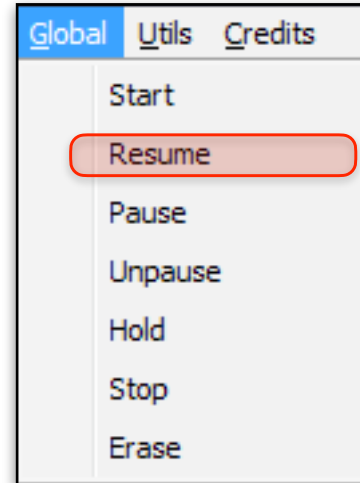 Global Utils Credits
Start
Resume
Pause
Unpause
Hold
Stop
Erase